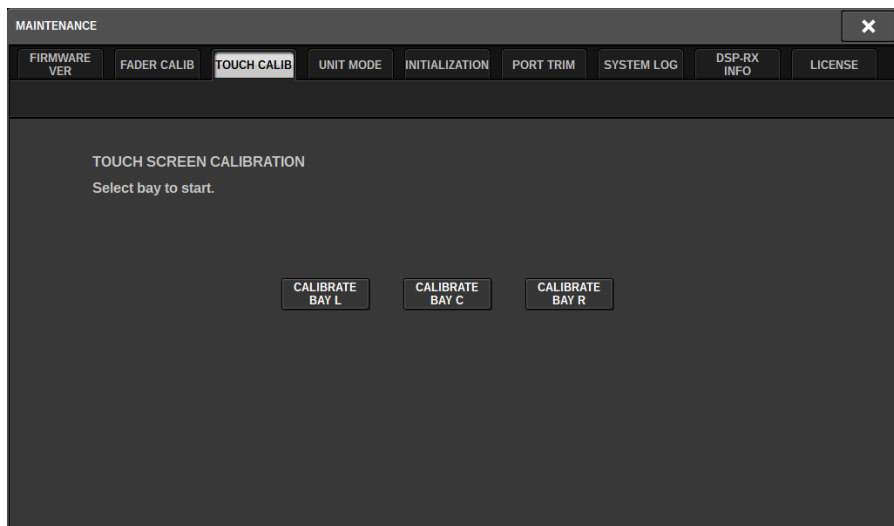 MAINTENANCE
FIRMWARE
VER
FADER CALIB
TOUCH CALIB
UNIT MODE
INITIALIZATION
PORT TRIM
SYSTEM LOG
DSP-RX
INFO
LICENSE
TOUCH SCREEN CALIBRATION
Select bay to start.
CALIBRATE
BAY L
CALIBRATE
BAY C
CALIBRATE
BAY R